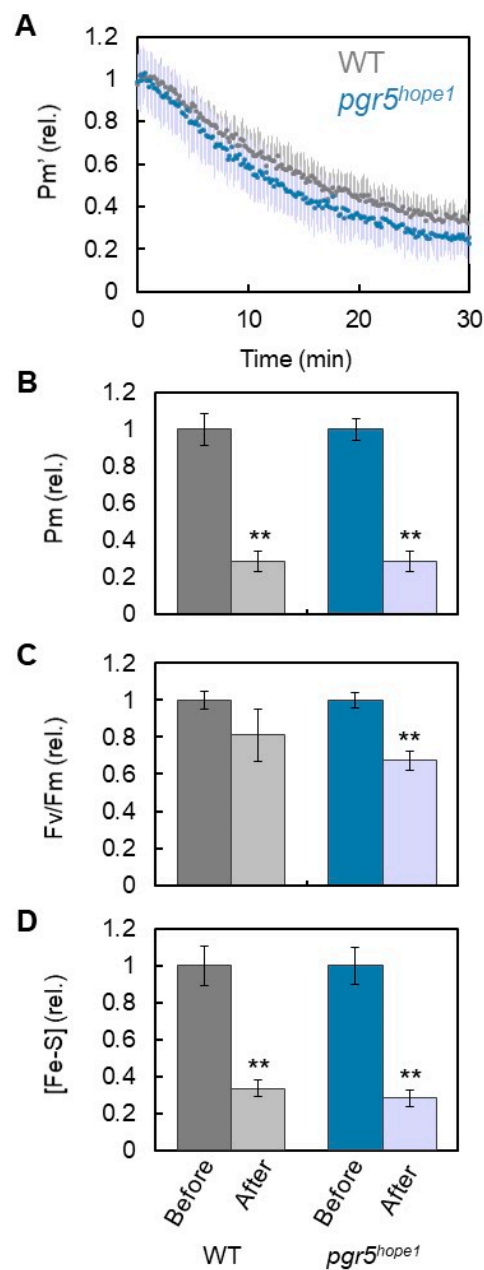 A
1.2
1
0.8
0.6
0.4
0.2
0
Pm' (rel.)
WT
pgr5hope1
0 10 20 30
Time (min)
B
1.2
1
0.8
0.6
0.4
0.2
0
Pm (rel.)
**
**
C
1.2
1
0.8
0.6
0.4
0.2
0
Fv/Fm (rel.)
**
D
1.2
1
0.8
0.6
0.4
0.2
0
[Fe-S] (rel.)
**
**
Before After Before After
WT pgr5hope1